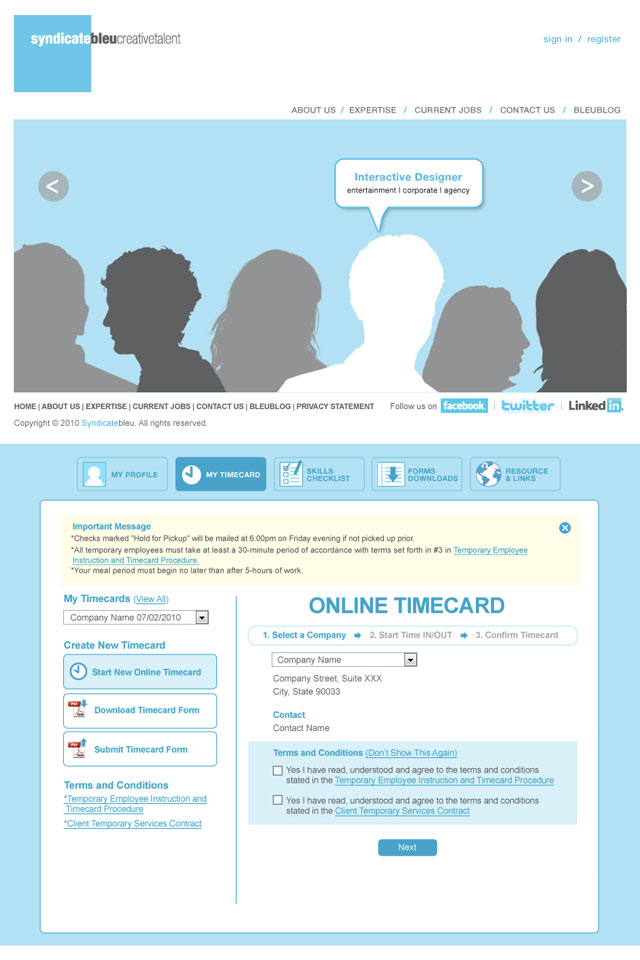 syndicatebleucreativetalent
sign in / register
ABOUT US / EXPERTISE / CURRENT JOBS / CONTACT US / BLEUBLOG
Interactive Designer
entertainment | corporate | agency
< >
HOME | ABOUT US | EXPERTISE | CURRENT JOBS | CONTACT US | BLEUBLOG | PRIVACY STATEMENT
Follow us on facebook. | twitter | Linked in.
Copyright © 2010 Syndicatebleu. All rights reserved.
MY PROFILE
MY TIMECARD
SKILLS
CHECKLIST
FORMS
DOWNLOADS
RESOURCE
& LINKS
Important Message
*Checks marked "Hold for Pickup" will be mailed at 6:00pm on Friday evening if not picked up prior.
*All temporary employees must take at least a 30-minute period of accordance with terms set forth in #3 in Temporary Employee
Instruction and Timecard Procedure.
*Your meal period must begin no later than after 5-hours of work.
My Timecards (View All)
Company Name 07/02/2010
Create New Timecard
Start New Online Timecard
Download Timecard Form
Submit Timecard Form
Terms and Conditions
*Temporary Employee Instruction and
Timecard Procedure
*Client Temporary Services Contract
ONLINE TIMECARD
1. Select a Company 2. Start Time IN/OUT 3. Confirm Timecard
Company Name
Company Street, Suite XXX
City, State 90033
Contact
Contact Name
Terms and Conditions (Don't Show This Again)
Yes I have read, understood and agree to the terms and conditions
stated in the Temporary Employee Instruction and Timecard Procedure
Yes I have read, understood and agree to the terms and conditions
stated in the Client Temporary Services Contract
Next